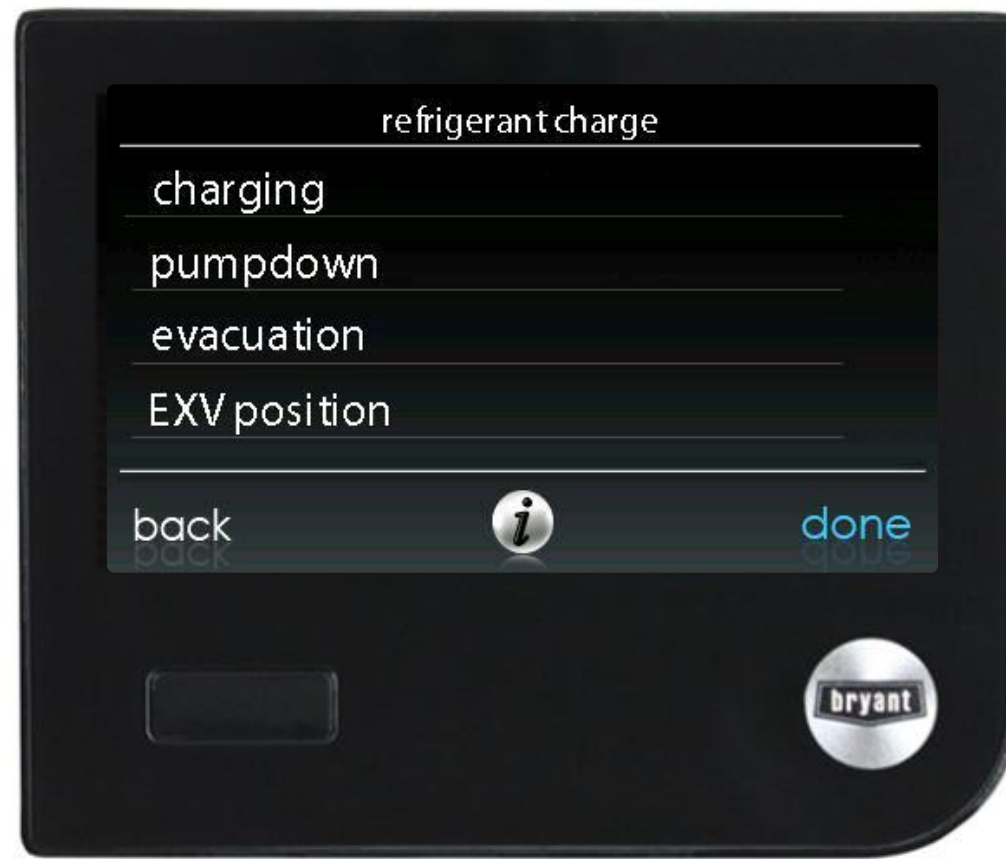 refrigerant charge
charging
pumpdown
evacuation
EXV position
back
i
done
bryant